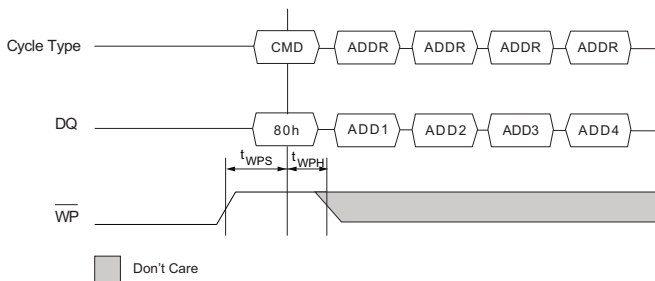 Cycle Type CMD ADDR ADDR ADDR ADDR
DQ 80h ADD1 ADD2 ADD3 ADD4
tWPS tWPH
WP
Don't Care